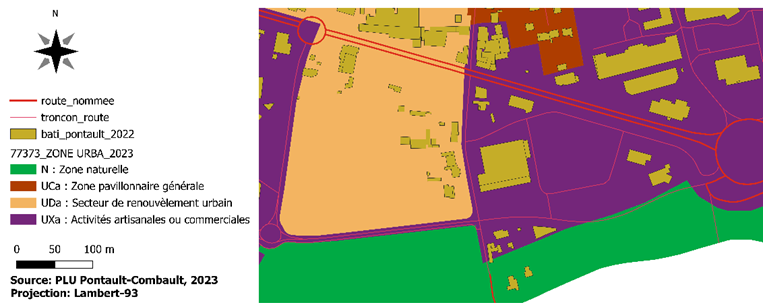 N
route_nommee
troncon_route
bati_pontault_2022
77373_ZONE URBA_2023
N : Zone naturelle
UCa : Zone pavillonnaire générale
UDa : Secteur de renouvèlement urbain
UXa : Activités artisanales ou commerciales
0 50 100 m
Source: PLU Pontault-Combault, 2023
Projection: Lambert-93